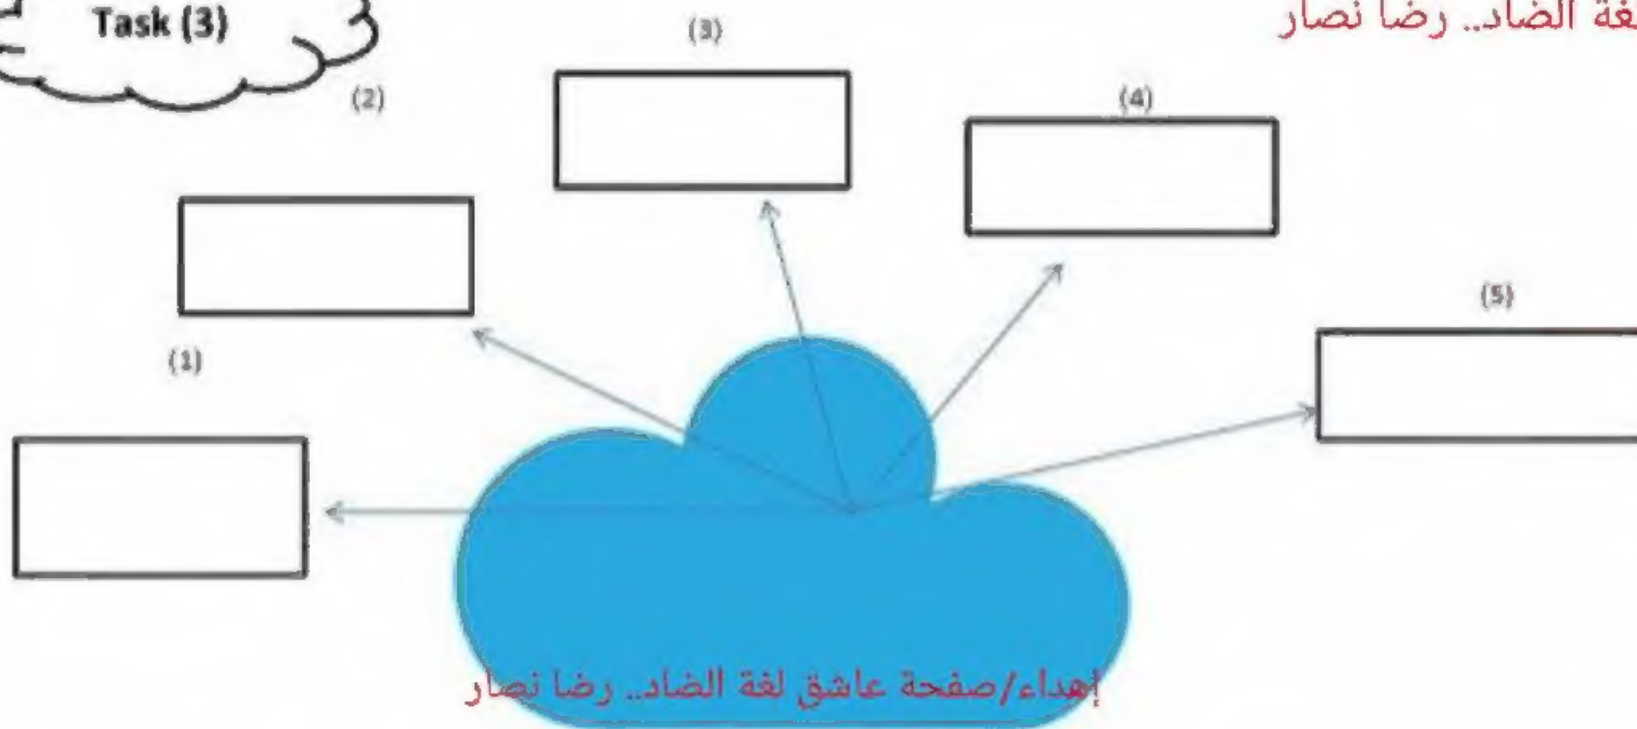 Task (3)
لغة الضاد.. رضا نصار
(3)
(2)
(4)
(5)
(1)
إهداء/صفحة عاشق لغة الضاد.. رضا نصار